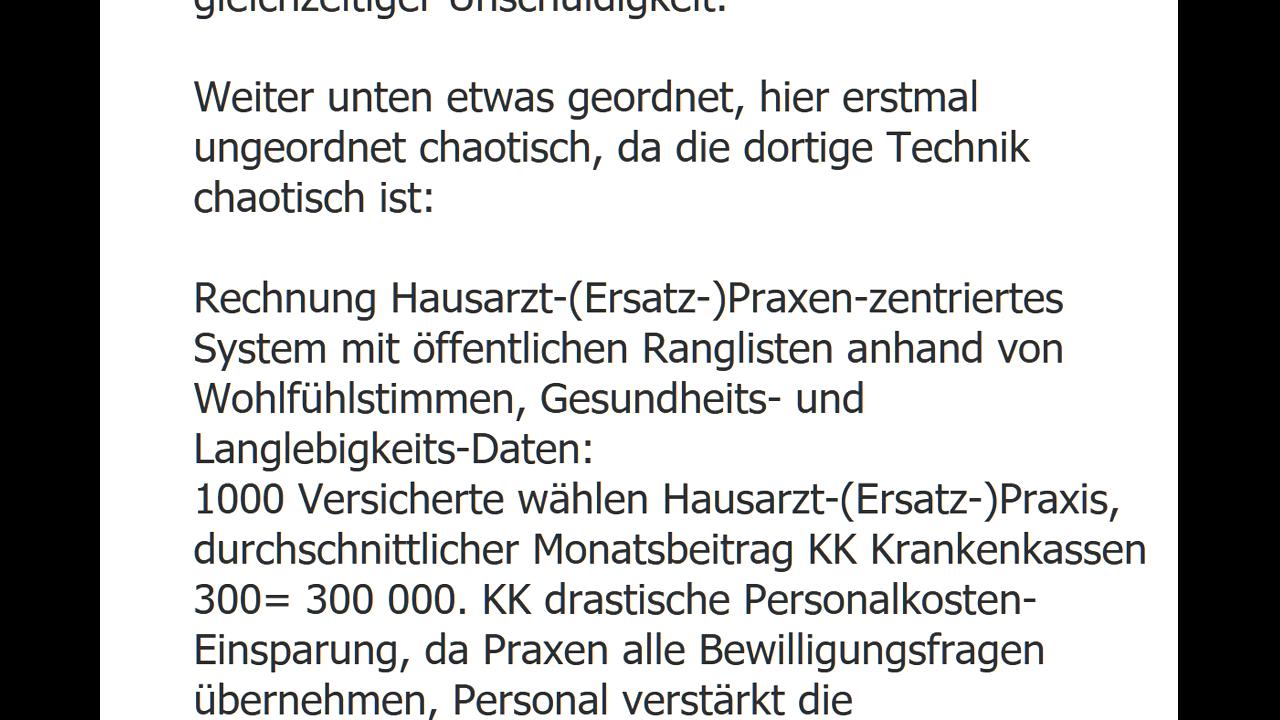 gleichzeitiger Unschuldigkeit.
Weiter unten etwas geordnet, hier erstmal
ungeordnet chaotisch, da die dortige Technik
chaotisch ist:
Rechnung Hausarzt-(Ersatz-)Praxen-zentriertes
System mit öffentlichen Ranglisten anhand von
Wohlfühlstimmen, Gesundheits- und
Langlebigkeits-Daten:
1000 Versicherte wählen Hausarzt-(Ersatz-)Praxis,
durchschnittlicher Monatsbeitrag KK Krankenkassen
300= 300 000. KK drastische Personalkosten-
Einsparung, da Praxen alle Bewilligungsfragen
übernehmen, Personal verstärkt die